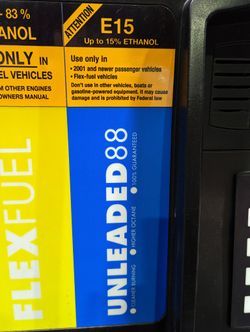 - 83 %
ANOL
ONLY IN
EL VEHICLES
M OTHER ENGINES
OWNERS MANUAL
FLEXFUEL
ATTENTION
E15
Up to 15% ETHANOL
Use only in
• 2001 and newer passenger vehicles
• Flex-fuel vehicles
Don't use in other vehicles, boats or
gasoline-powered equipment. It may cause
damage and is prohibited by Federal law
UNLEADED88
CLEANER BURNING • HIGHER OCTANE • 100% GUARANTEED